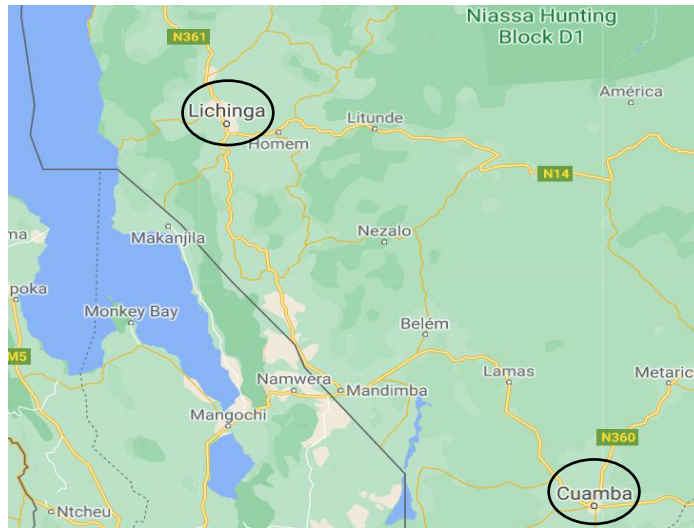 Niassa Hunting
Block D1
N361
América
Lichinga
Litunde
Homem
N14
ma
Makanjila
Nezalo
poka
Monkey Bay
Belém
M5
Namwera
Mandimba
Lamas
Metaric
Mangochi
N360
Cuamba
Ntcheu